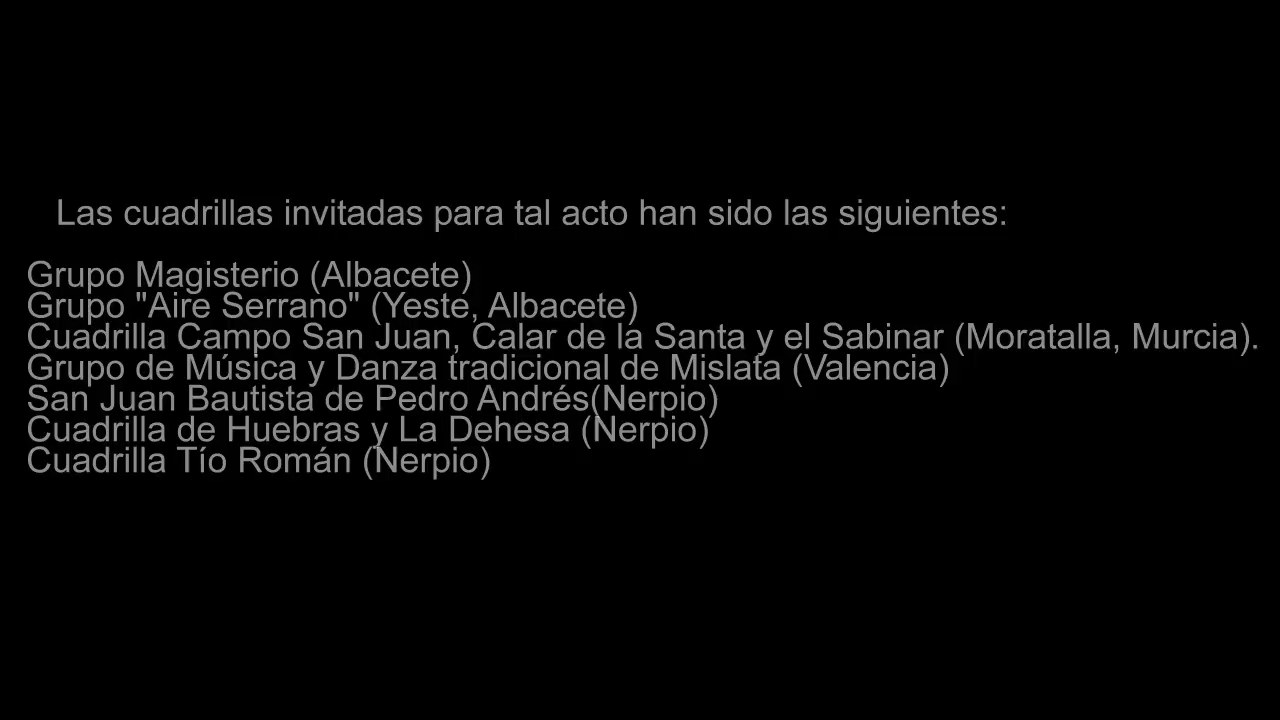 Las cuadrillas invitadas para tal acto han sido las siguientes:
Grupo Magisterio (Albacete)
Grupo "Aire Serrano" (Yeste, Albacete)
Cuadrilla Campo San Juan, Calar de la Santa y el Sabinar (Moratalla, Murcia).
Grupo de Música y Danza tradicional de Mislata (Valencia)
San Juan Bautista de Pedro Andrés(Nerpio)
Cuadrilla de Huebras y La Dehesa (Nerpio)
Cuadrilla Tío Román (Nerpio)